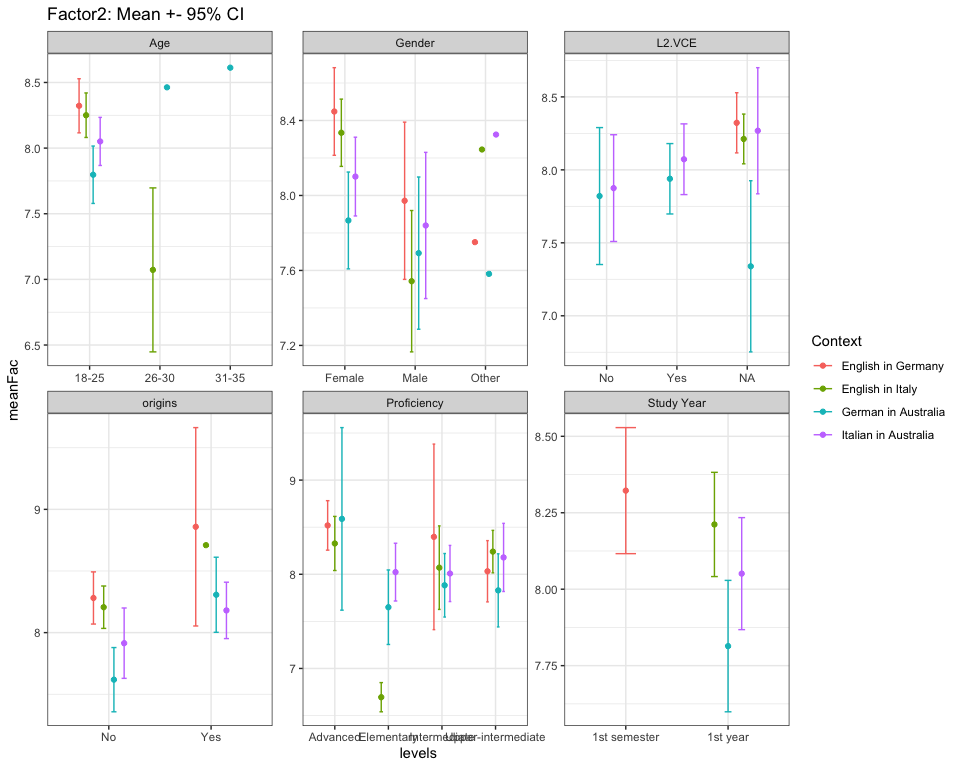 Factor2: Mean +- 95% CI
Age
Gender
L2.VCE
8.5
8.0
7.5
7.0
6.5
8.4
8.0
7.6
7.2
8.5
8.0
7.5
7.0
18-25
26-30
31-35
Female
Male
Other
No
Yes
NA
meanFac
origins
Proficiency
Study Year
9
8
9
8
7
8.50
8.25
8.00
7.75
No
Yes
Advanced
Elementary
Intermediate
Upper-intermediate
1st semester
1st year
levels
Context
English in Germany
English in Italy
German in Australia
Italian in Australia